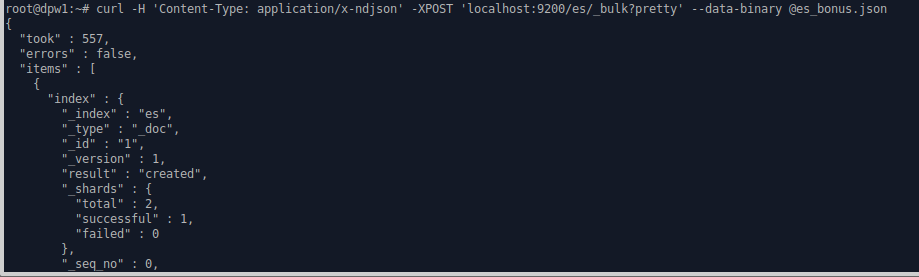 root@dpw1:~# curl -H 'Content-Type: application/x-ndjson' -XPOST 'localhost:9200/es/_bulk?pretty' --data-binary @es_bonus.json
{
  "took" : 557,
  "errors" : false,
  "items" : [
    {
      "index" : {
        "_index" : "es",
        "_type" : "_doc",
        "_id" : "1",
        "_version" : 1,
        "result" : "created",
        "_shards" : {
          "total" : 2,
          "successful" : 1,
          "failed" : 0
        },
        "_seq_no" : 0,